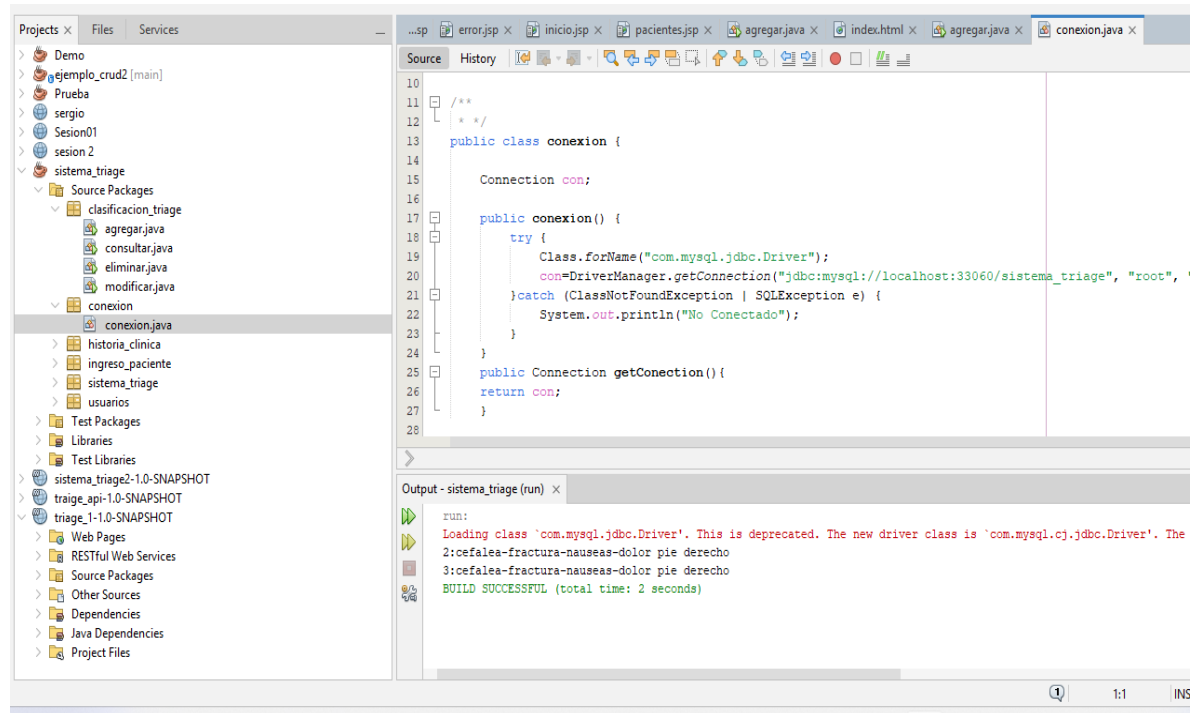 Projects × Files Services
Demo
ejemplo_crud2 [main]
Prueba
sergio
Sesion01
sesion 2
sistema_triage
Source Packages
clasificacion_triage
agregar.java
consultar.java
eliminar.java
modificar.java
conexion
conexion.java
historia_clinica
ingreso_paciente
sistema_triage
usuarios
Test Packages
Libraries
Test Libraries
sistema_triage2-1.0-SNAPSHOT
traige_api-1.0-SNAPSHOT
triage_1-1.0-SNAPSHOT
Web Pages
RESTful Web Services
Source Packages
Other Sources
Dependencies
Java Dependencies
Project Files
...sp error.jsp × inicio.jsp × pacientes.jsp × agregar.java × index.html × agregar.java × conexion.java ×
Source History
10
11 /**
12 * */
13 public class conexion {
14
15 Connection con;
16
17 public conexion() {
18 try {
19 Class.forName("com.mysql.jdbc.Driver");
20 con=DriverManager.getConnection("jdbc:mysql://localhost:33060/sistema_triage", "root", "
21 }catch (ClassNotFoundException | SQLException e) {
22 System.out.println("No Conectado");
23 }
24 }
25 public Connection getConection(){
26 return con;
27 }
28
Output - sistema_triage (run) ×
run:
Loading class `com.mysql.jdbc.Driver'. This is deprecated. The new driver class is `com.mysql.cj.jdbc.Driver'. The
2:cefalea-fractura-nauseas-dolor pie derecho
3:cefalea-fractura-nauseas-dolor pie derecho
BUILD SUCCESSFUL (total time: 2 seconds)
1 1:1 INS